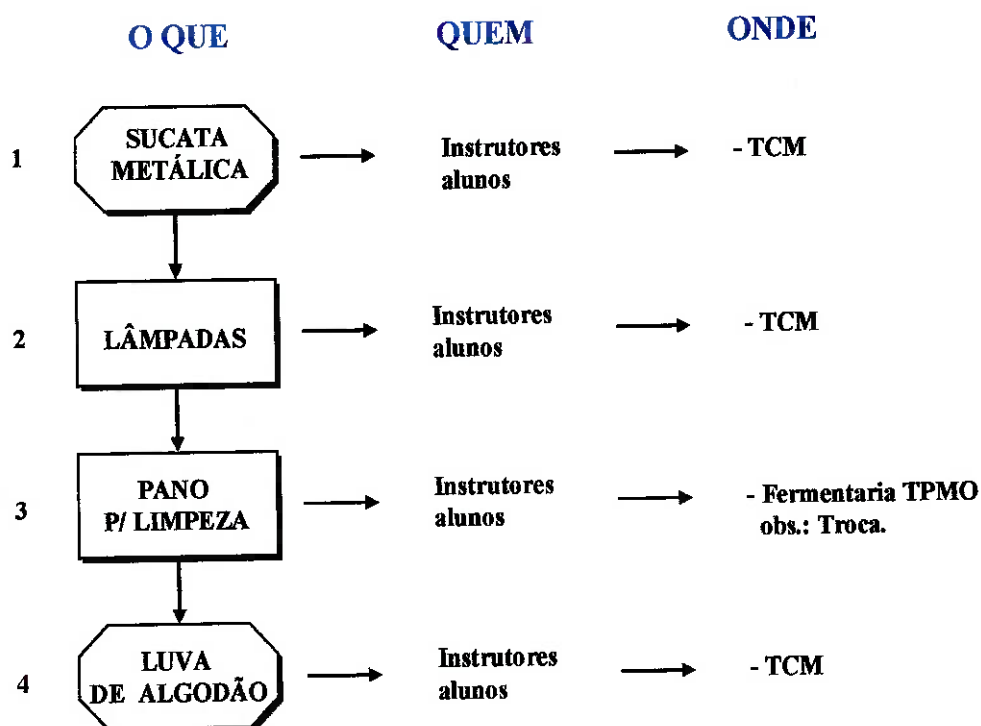 O QUE QUEM ONDE
1 SUCATA METÁLICA Instrutores alunos - TCM
2 LÂMPADAS Instrutores alunos - TCM
3 PANO P/ LIMPEZA Instrutores alunos - Fermentaria TPMO obs.: Troca.
4 LUVA DE ALGODÃO Instrutores alunos - TCM